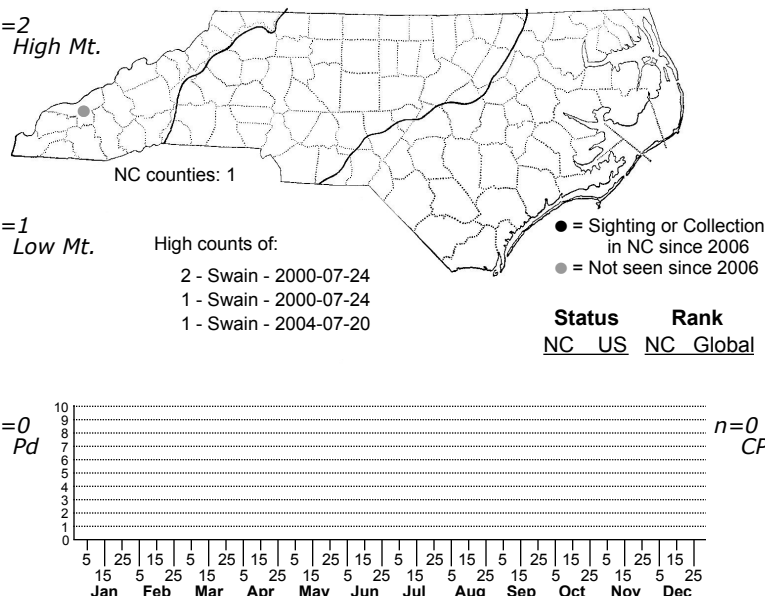 =2
High Mt.
NC counties: 1
=1
Low Mt.
High counts of:
2 - Swain - 2000-07-24
1 - Swain - 2000-07-24
1 - Swain - 2004-07-20
● = Sighting or Collection
in NC since 2006
● = Not seen since 2006
Status Rank
NC US NC Global
=0
Pd
10
9
8
7
6
5
4
3
2
1
0
n=0
CP
5 25 15 5 25 15 5 25 15 5 25 15 5 25 15 5 25 15
15 5 25 15 5 25 15 5 25 15 5 25 15 5 25 15 5 25
Jan Feb Mar Apr May Jun Jul Aug Sep Oct Nov Dec